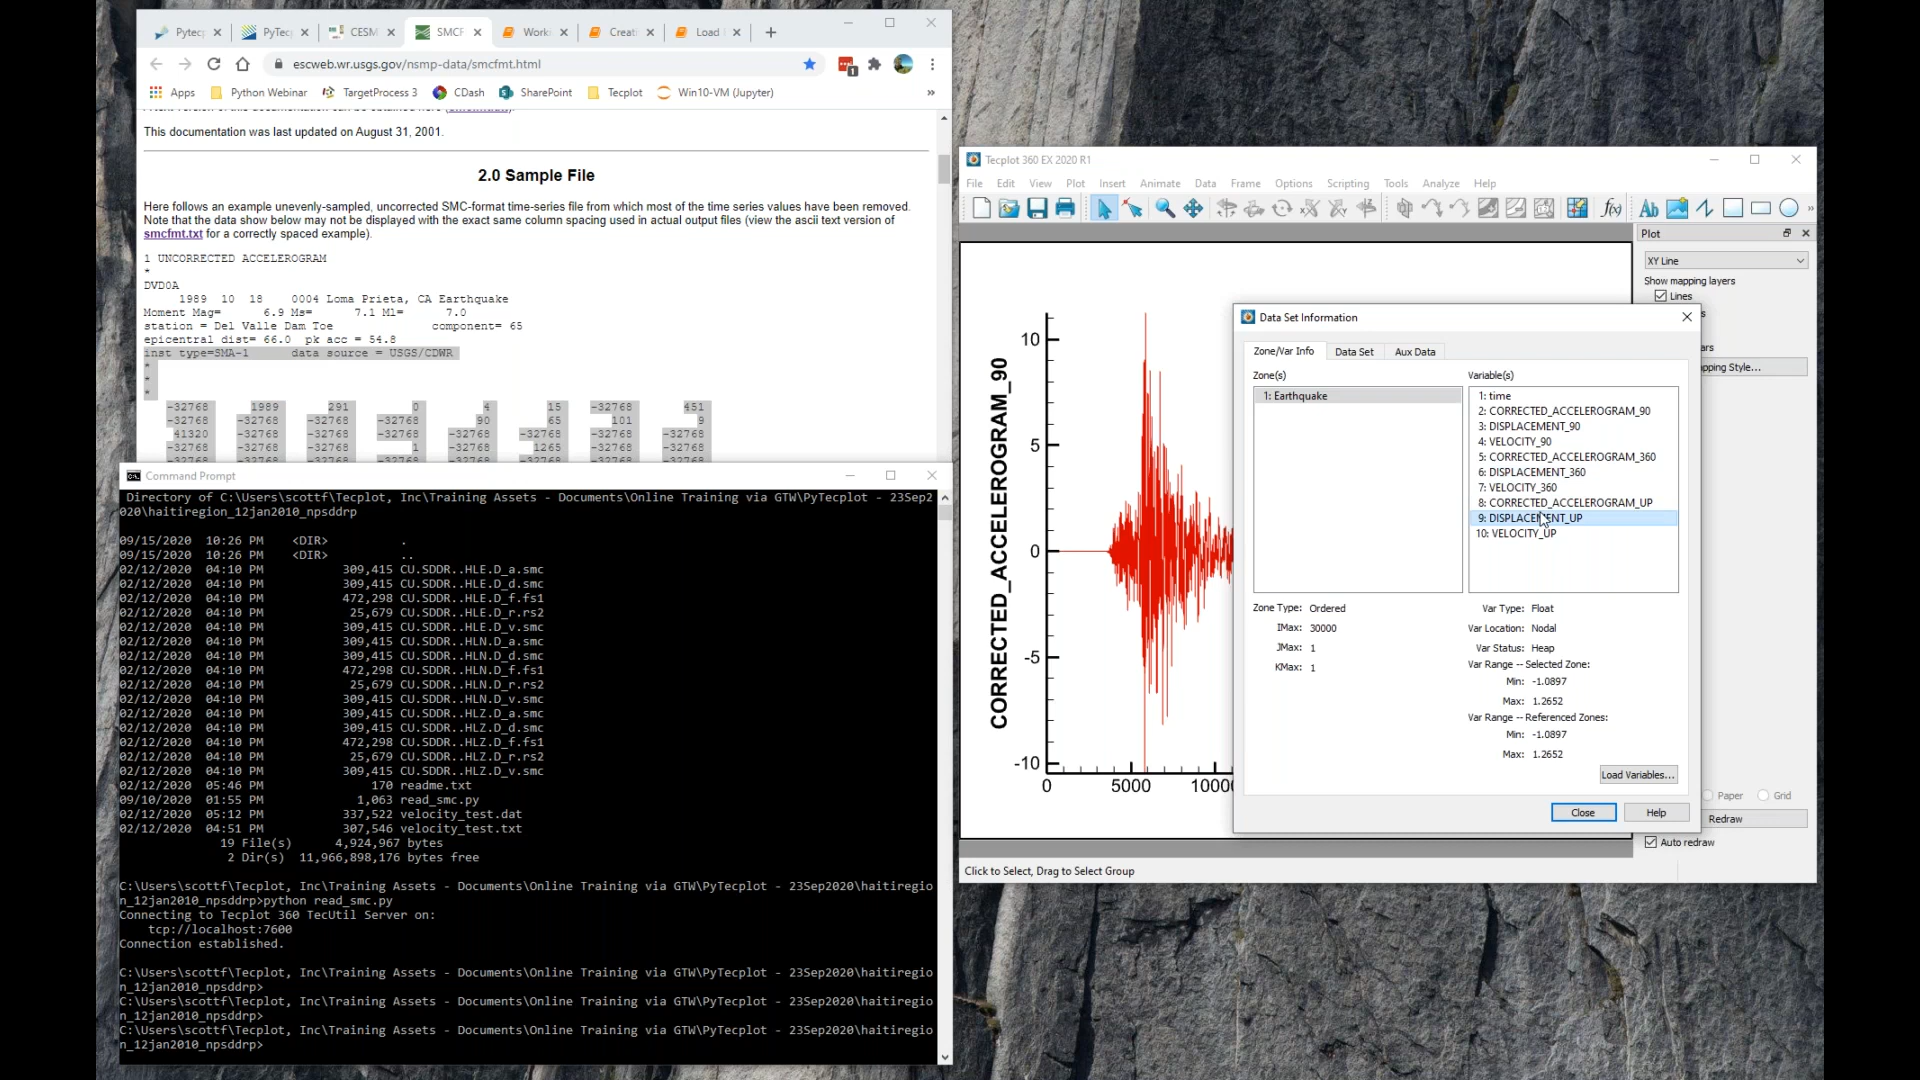 Pytec
PyTec
CESM
SMCF
Work
Creat
Load
escweb.wr.usgs.gov/nsmp-data/smcfmt.html
1
Apps
Python Webinar
TargetProcess 3
CDash
SharePoint
Tecplot
Win10-VM (Jupyter)
»
This documentation was last updated on August 31, 2001.
2.0 Sample File
Here follows an example unevenly-sampled, uncorrected SMC-format time-series file from which most of the time series values have been removed.
Note that the data show below may not be displayed with the exact same column spacing used in actual output files (view the ascii text version of
smcfmt.txt for a correctly spaced example).
1 UNCORRECTED ACCELEROGRAM
*
DVD0A
1989 10 18 0004 Loma Prieta, CA Earthquake
Moment Mag= 6.9 Ms= 7.1 Ml= 7.0
station = Del Valle Dam Toe component= 65
epicentral dist= 66.0 pk acc = 54.8
inst type=SMA-1 data source = USGS/CDWR
*
*
*
-32768 1989 291 0 4 15 -32768 451
-32768 -32768 -32768 -32768 90 65 101 9
41320 -32768 -32768 -32768 -32768 -32768 -32768 -32768
-32768 -32768 -32768 1 -32768 1265 -32768 -32768
-32768 -32768 -32768 -32768 -32768 -32768 -32768 -32768
Command Prompt
Directory of C:\Users\scottf\Tecplot, Inc\Training Assets - Documents\Online Training via GTW\PyTecplot - 23Sep2
020\haitiregion_12jan2010_npsddrp
09/15/2020 10:26 PM <DIR> .
09/15/2020 10:26 PM <DIR> ..
02/12/2020 04:10 PM 309,415 CU.SDDR..HLE.D_a.smc
02/12/2020 04:10 PM 309,415 CU.SDDR..HLE.D_d.smc
02/12/2020 04:10 PM 472,298 CU.SDDR..HLE.D_f.fs1
02/12/2020 04:10 PM 25,679 CU.SDDR..HLE.D_r.rs2
02/12/2020 04:10 PM 309,415 CU.SDDR..HLE.D_v.smc
02/12/2020 04:10 PM 309,415 CU.SDDR..HLN.D_a.smc
02/12/2020 04:10 PM 309,415 CU.SDDR..HLN.D_d.smc
02/12/2020 04:10 PM 472,298 CU.SDDR..HLN.D_f.fs1
02/12/2020 04:10 PM 25,679 CU.SDDR..HLN.D_r.rs2
02/12/2020 04:10 PM 309,415 CU.SDDR..HLN.D_v.smc
02/12/2020 04:10 PM 309,415 CU.SDDR..HLZ.D_a.smc
02/12/2020 04:10 PM 309,415 CU.SDDR..HLZ.D_d.smc
02/12/2020 04:10 PM 472,298 CU.SDDR..HLZ.D_f.fs1
02/12/2020 04:10 PM 25,679 CU.SDDR..HLZ.D_r.rs2
02/12/2020 04:10 PM 309,415 CU.SDDR..HLZ.D_v.smc
02/12/2020 05:46 PM 170 readme.txt
09/10/2020 01:55 PM 1,063 read_smc.py
02/12/2020 05:12 PM 337,522 velocity_test.dat
02/12/2020 04:51 PM 307,546 velocity_test.txt
19 File(s) 4,924,967 bytes
2 Dir(s) 11,966,898,176 bytes free
C:\Users\scottf\Tecplot, Inc\Training Assets - Documents\Online Training via GTW\PyTecplot - 23Sep2020\haitiregio
n_12jan2010_npsddrp>python read_smc.py
Connecting to Tecplot 360 TecUtil Server on:
tcp://localhost:7600
Connection established.
C:\Users\scottf\Tecplot, Inc\Training Assets - Documents\Online Training via GTW\PyTecplot - 23Sep2020\haitiregio
n_12jan2010_npsddrp>
C:\Users\scottf\Tecplot, Inc\Training Assets - Documents\Online Training via GTW\PyTecplot - 23Sep2020\haitiregio
n_12jan2010_npsddrp>
C:\Users\scottf\Tecplot, Inc\Training Assets - Documents\Online Training via GTW\PyTecplot - 23Sep2020\haitiregio
n_12jan2010_npsddrp>
Tecplot 360 EX 2020 R1
File Edit View Plot Insert Animate Data Frame Options Scripting Tools Analyze Help
f(x)
Ab
»
Plot
XY Line
Show mapping layers
Lines
s
ars
pping Style...
Paper
Grid
Redraw
Auto redraw
CORRECTED_ACCELEROGRAM_90
10
5
0
-5
-10
0
5000
1000
Data Set Information
Zone/Var Info
Data Set
Aux Data
Zone(s)
1: Earthquake
Variable(s)
1: time
2: CORRECTED_ACCELEROGRAM_90
3: DISPLACEMENT_90
4: VELOCITY_90
5: CORRECTED_ACCELEROGRAM_360
6: DISPLACEMENT_360
7: VELOCITY_360
8: CORRECTED_ACCELEROGRAM_UP
9: DISPLACEMENT_UP
10: VELOCITY_UP
Zone Type: Ordered
IMax: 30000
JMax: 1
KMax: 1
Var Type: Float
Var Location: Nodal
Var Status: Heap
Var Range -- Selected Zone:
Min: -1.0897
Max: 1.2652
Var Range -- Referenced Zones:
Min: -1.0897
Max: 1.2652
Load Variables...
Close
Help
Click to Select, Drag to Select Group